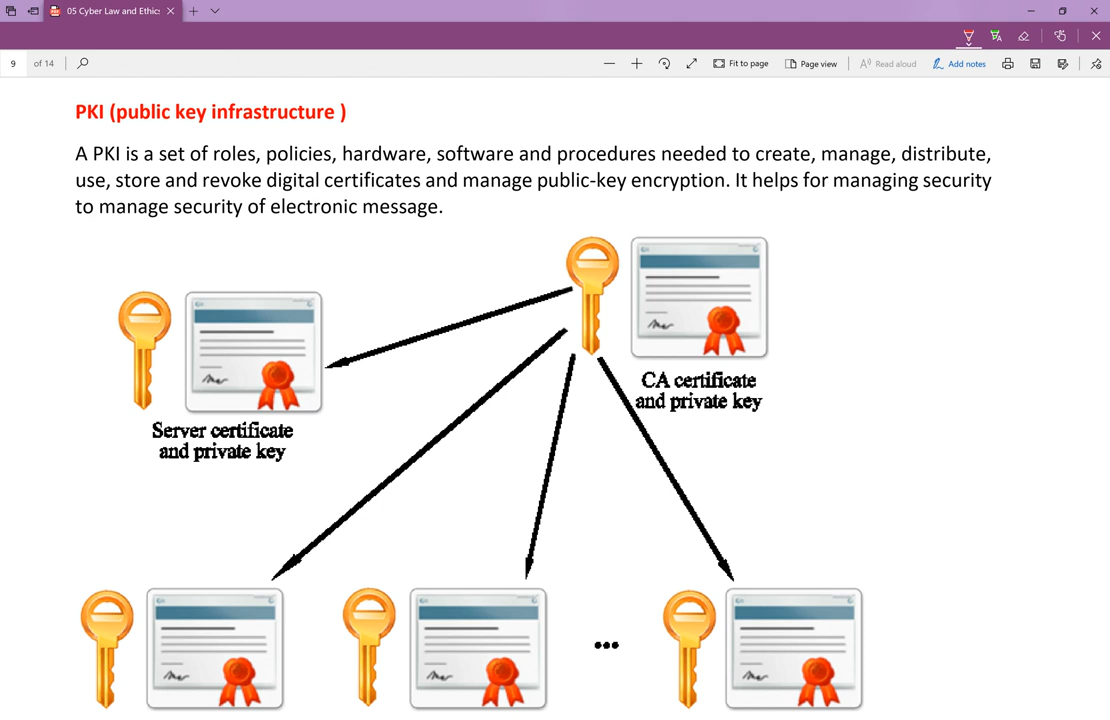 05 Cyber Law and Ethic
9 of 14
Fit to page
Page view
Read aloud
Add notes
PKI (public key infrastructure )
A PKI is a set of roles, policies, hardware, software and procedures needed to create, manage, distribute,
use, store and revoke digital certificates and manage public-key encryption. It helps for managing security
to manage security of electronic message.
CA certificate
and private key
Server certificate
and private key
•••